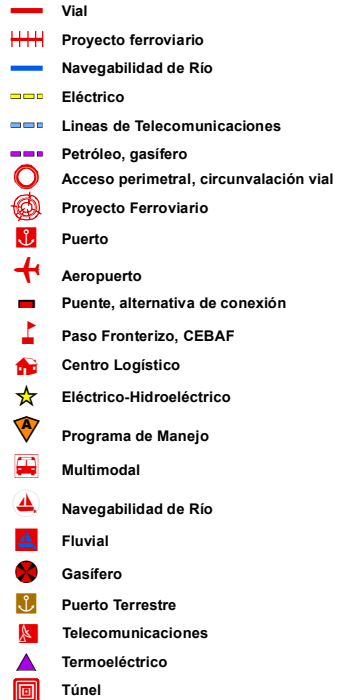 Vial
Proyecto ferroviario
Navegabilidad de Río
Eléctrico
Lineas de Telecomunicaciones
Petróleo, gasífero
Acceso perimetral, circunvalación vial
Proyecto Ferroviario
Puerto
Aeropuerto
Puente, alternativa de conexión
Paso Fronterizo, CEBAF
Centro Logístico
Eléctrico-Hidroeléctrico
A
Programa de Manejo
Multimodal
Navegabilidad de Río
Fluvial
Gasífero
Puerto Terrestre
Telecomunicaciones
Termoeléctrico
Túnel